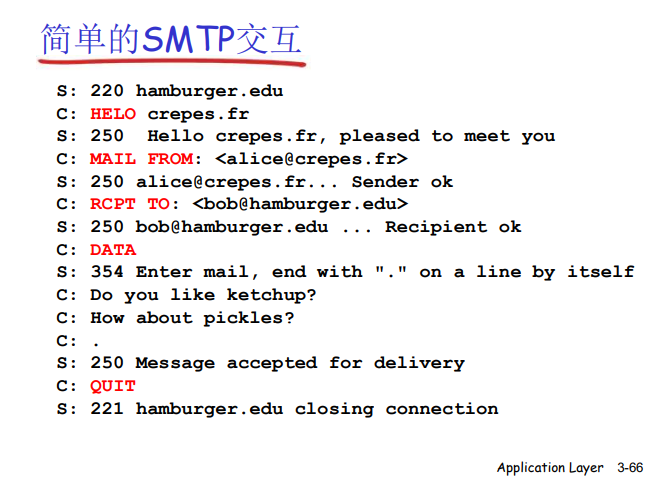 简单的SMTP交互
S: 220 hamburger.edu
C: HELO crepes.fr
S: 250  Hello crepes.fr, pleased to meet you
C: MAIL FROM: <alice@crepes.fr>
S: 250 alice@crepes.fr... Sender ok
C: RCPT TO: <bob@hamburger.edu>
S: 250 bob@hamburger.edu ... Recipient ok
C: DATA
S: 354 Enter mail, end with "." on a line by itself
C: Do you like ketchup?
C: How about pickles?
C: .
S: 250 Message accepted for delivery
C: QUIT
S: 221 hamburger.edu closing connection
Application Layer 3-66